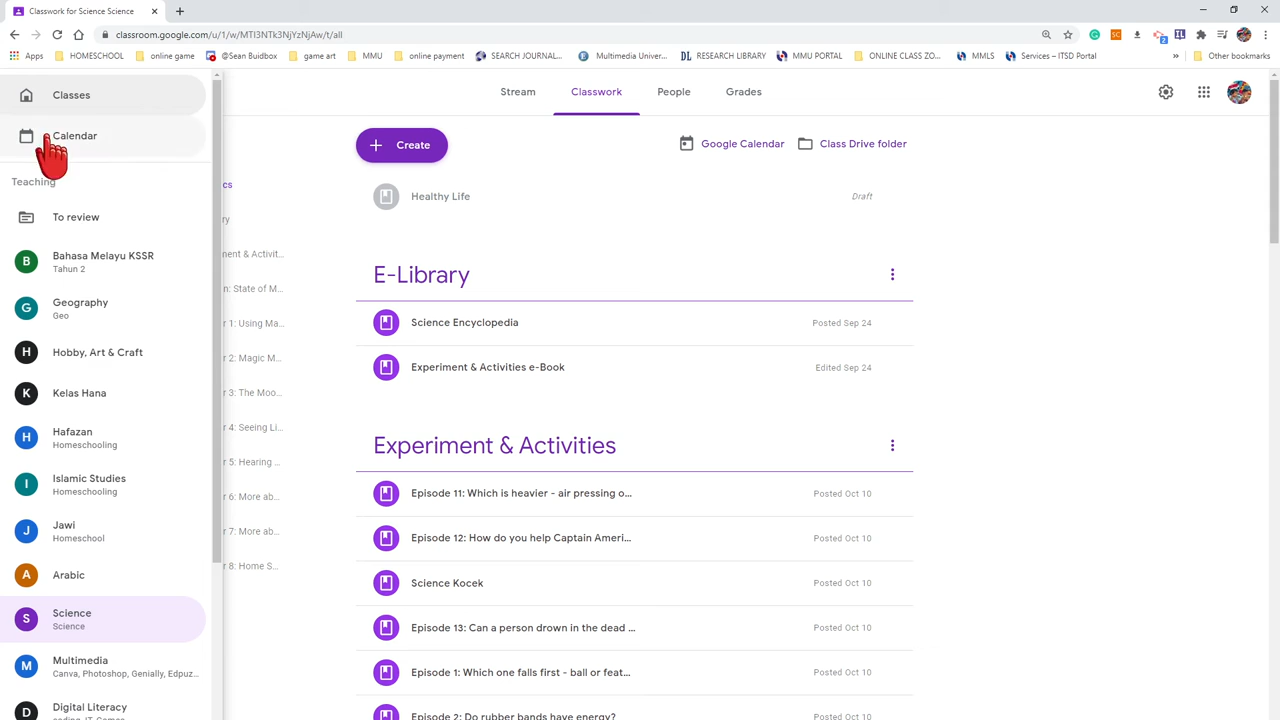 Classwork for Science Science
classroom.google.com/u/1/w/MTI3NTk3NjYzNjAw/t/all
Apps HOMESCHOOL online game @Sean Buidbox game art MMU online payment SEARCH JOURNAL... Multimedia Univer... RESEARCH LIBRARY MMU PORTAL ONLINE CLASS ZO... MMLS Services – ITSD Portal » Other bookmarks
Classes
Calendar
Teaching
To review
B Bahasa Melayu KSSR
Tahun 2
G Geography
Geo
H Hobby, Art & Craft
K Kelas Hana
H Hafazan
Homeschooling
I Islamic Studies
Homeschooling
J Jawi
Homeschool
A Arabic
S Science
Science
M Multimedia
Canva, Photoshop, Genially, Edpuz...
D Digital Literacy
coding, IT, Games
cs
ry
ent & Activit...
n: State of M...
r 1: Using Ma...
r 2: Magic M...
r 3: The Moo...
r 4: Seeing Li...
r 5: Hearing ...
r 6: More ab...
r 7: More ab...
r 8: Home S...
Stream Classwork People Grades
Create
Google Calendar Class Drive folder
Healthy Life Draft
E-Library
Science Encyclopedia Posted Sep 24
Experiment & Activities e-Book Edited Sep 24
Experiment & Activities
Episode 11: Which is heavier - air pressing o... Posted Oct 10
Episode 12: How do you help Captain Ameri... Posted Oct 10
Science Kocek Posted Oct 10
Episode 13: Can a person drown in the dead ... Posted Oct 10
Episode 1: Which one falls first - ball or feat... Posted Oct 10
Episode 2: Do rubber bands have energy? Posted Oct 10